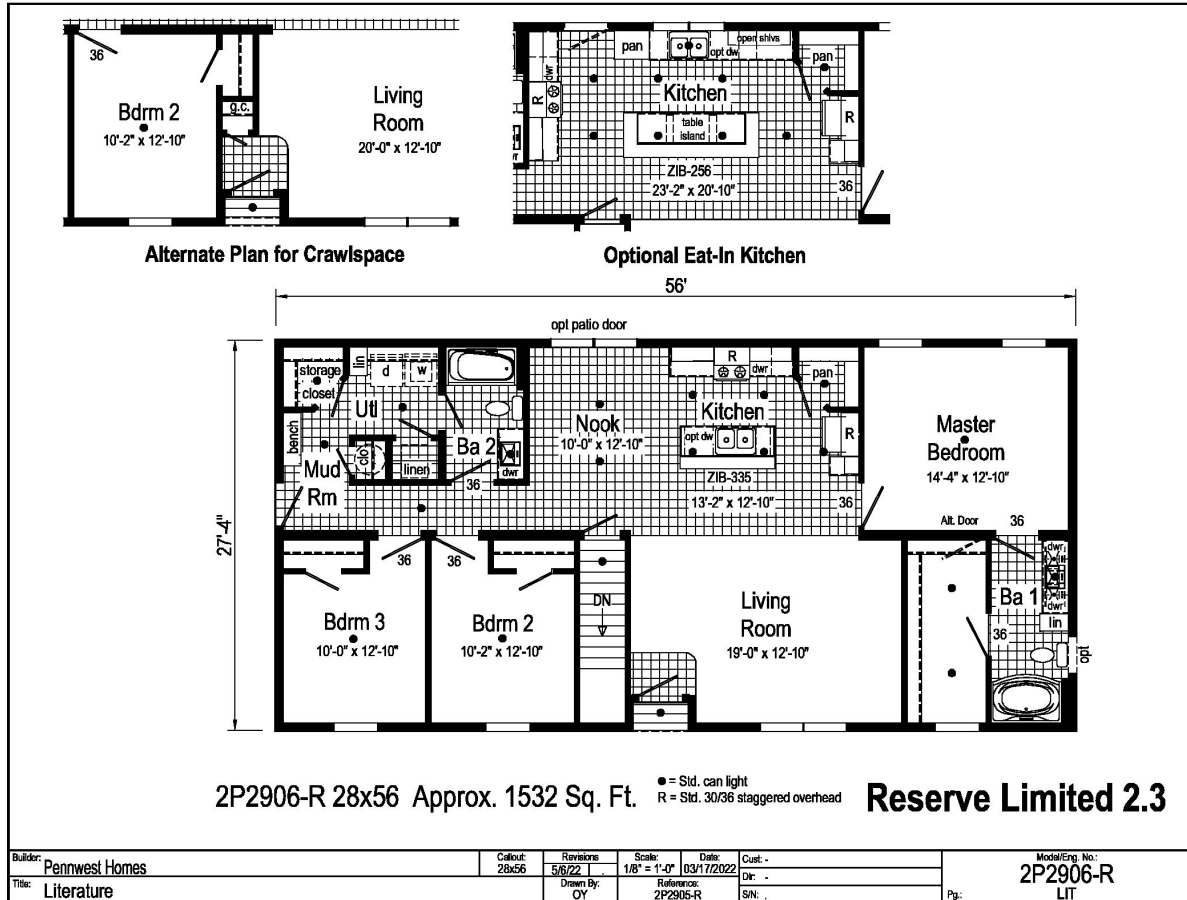 36
Bdrm 2
10'-2" x 12'-10"
g.c.
Living
Room
20'-0" x 12'-10"
Alternate Plan for Crawlspace
pan
opt dw
open shlvs
pan
dwr
R
Kitchen
R
table
island
dwr
ZIB-256
23'-2" x 20'-10"
36
Optional Eat-In Kitchen
56'
opt patio door
27'-4"
storage
closet
lin
d
w
Utl
bench
Mud
Rm
clo
linen
Ba 2
dwr
36
Nook
10'-0" x 12'-10"
R
dwr
pan
Kitchen
opt dw
R
ZIB-335
13'-2" x 12'-10"
36
Master
Bedroom
14'-4" x 12'-10"
Alt. Door
36
36
36
Bdrm 3
10'-0" x 12'-10"
Bdrm 2
10'-2" x 12'-10"
DN
Living
Room
19'-0" x 12'-10"
dwr
dwr
Ba 1
lin
36
opt
2P2906-R 28x56 Approx. 1532 Sq. Ft.
● = Std. can light
R = Std. 30/36 staggered overhead
Reserve Limited 2.3
Builder: Pennwest Homes
Callout:
28x56
Revisions
5/6/22 .
Scale:
1/8" = 1'-0"
Date:
03/17/2022
Cust: -
Dlr: -
S/N: .
Model/Eng. No.:
2P2906-R
Title: Literature
Drawn By:
OY
Reference:
2P2905-R
Pg.: LIT